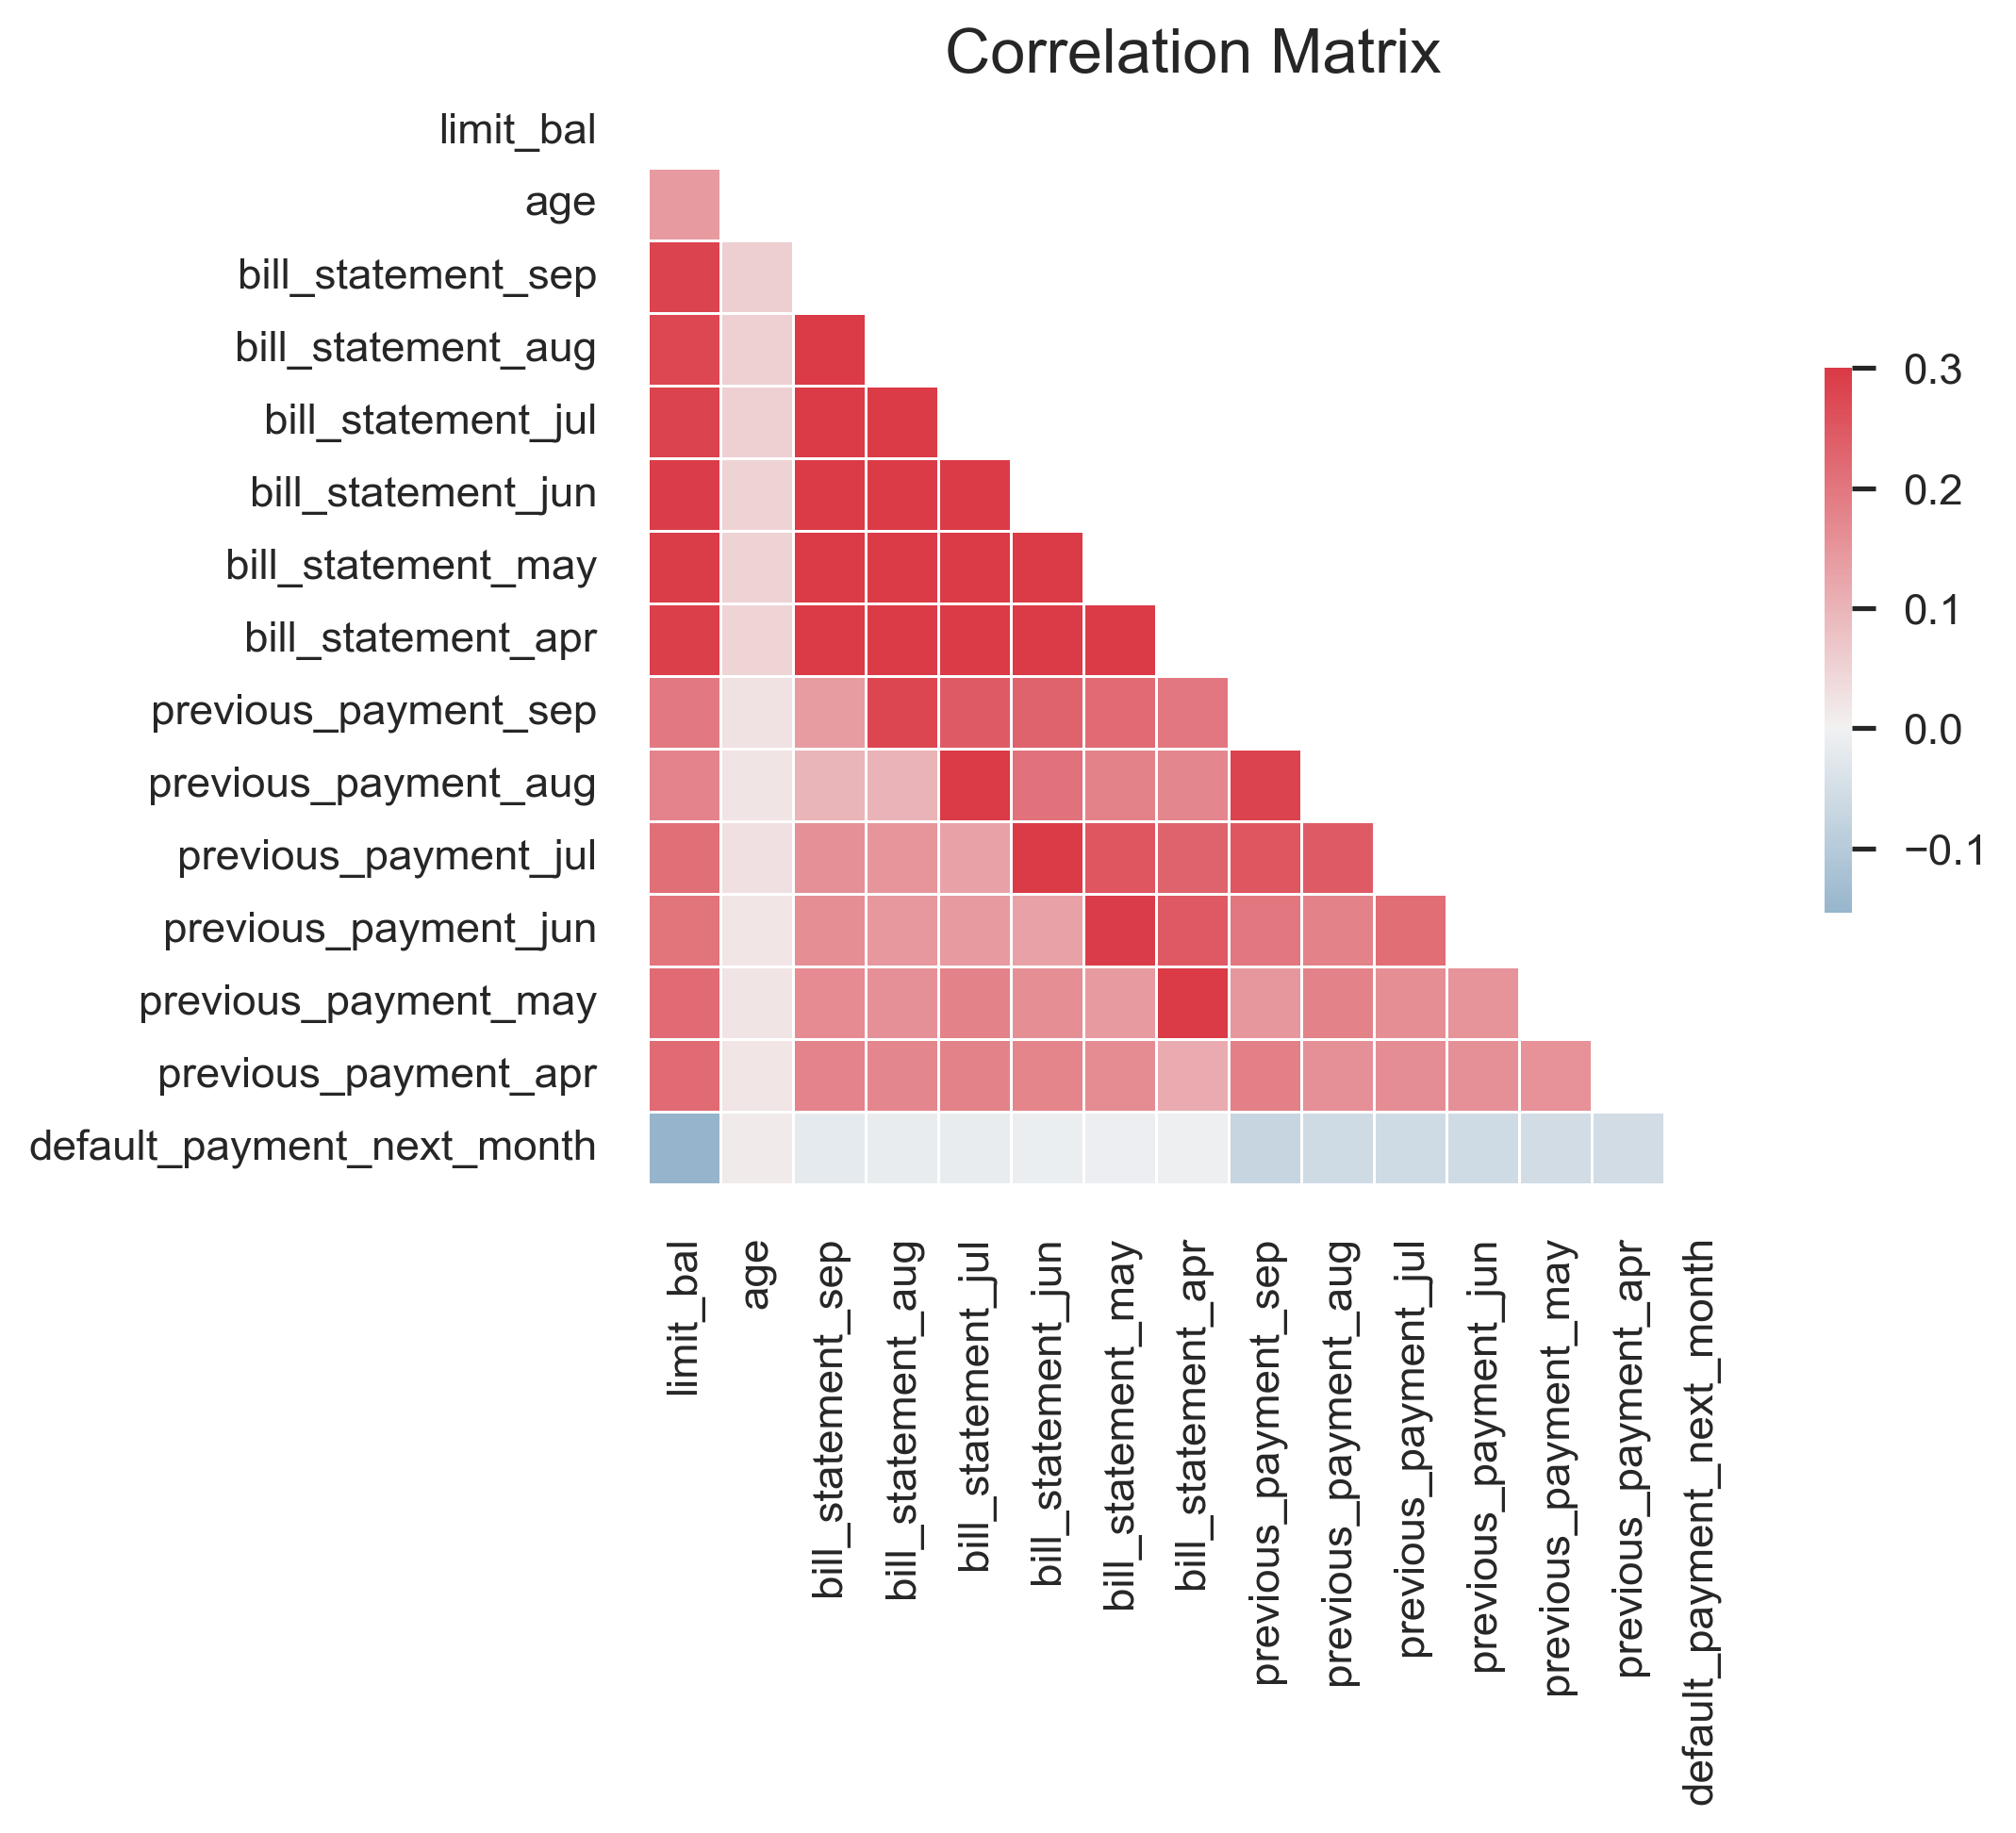 Correlation Matrix
limit_bal
age
bill_statement_sep
bill_statement_aug
bill_statement_jul
bill_statement_jun
bill_statement_may
bill_statement_apr
previous_payment_sep
previous_payment_aug
previous_payment_jul
previous_payment_jun
previous_payment_may
previous_payment_apr
default_payment_next_month
0.3
0.2
0.1
0.0
−0.1
limit_bal
age
bill_statement_sep
bill_statement_aug
bill_statement_jul
bill_statement_jun
bill_statement_may
bill_statement_apr
previous_payment_sep
previous_payment_aug
previous_payment_jul
previous_payment_jun
previous_payment_may
previous_payment_apr
default_payment_next_month